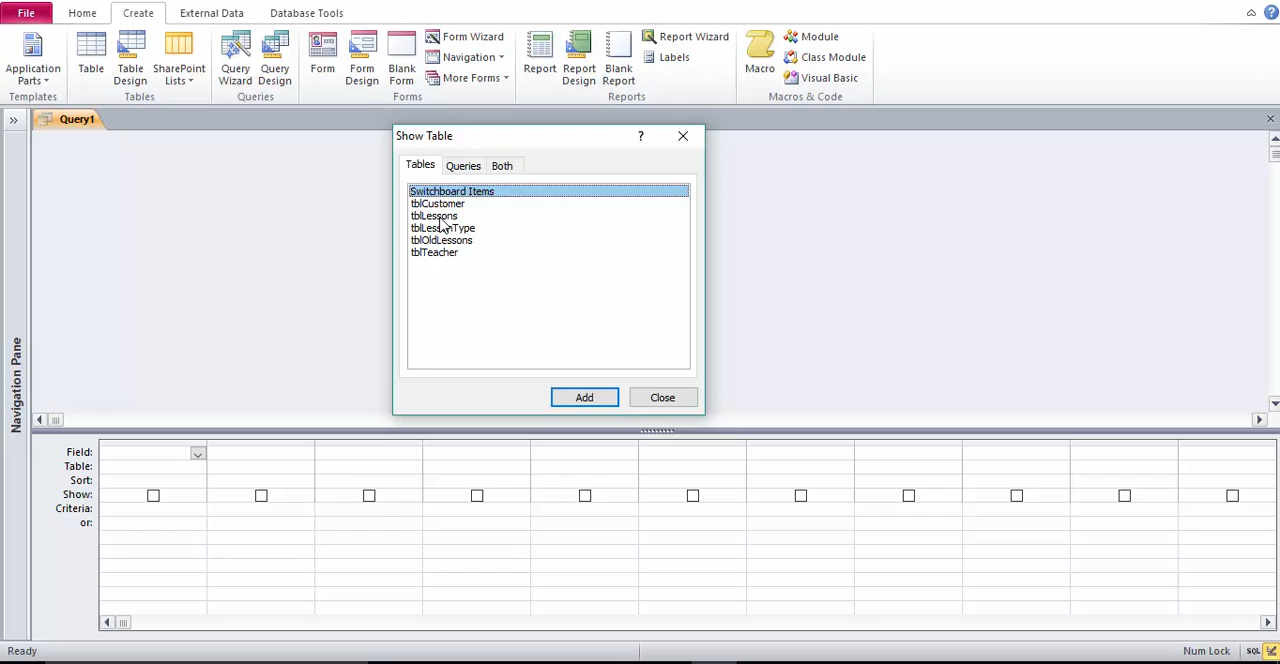 File Home Create External Data Database Tools
Application Parts
Table
Table Design
SharePoint Lists
Query Wizard
Query Design
Form
Form Design
Blank Form
Form Wizard
Navigation
More Forms
Report
Report Design
Blank Report
Report Wizard
Labels
Macro
Module
Class Module
Visual Basic
Templates Tables Queries Forms Reports Macros & Code
Query1
Navigation Pane
Show Table ?
Tables Queries Both
Switchboard Items
tblCustomer
tblLessons
tblLessonType
tblOldLessons
tblTeacher
Add Close
Field:
Table:
Sort:
Show:
Criteria:
or:
Ready Num Lock SQL